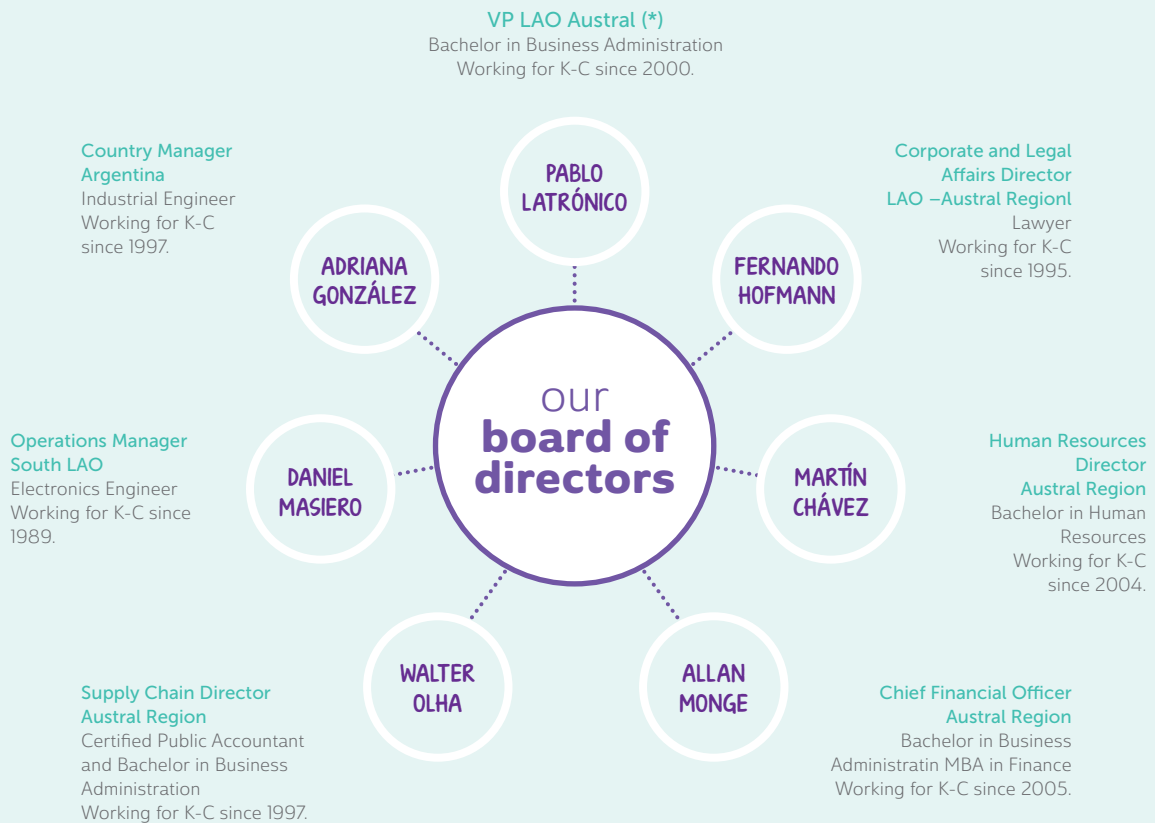 VP LAO Austral (*)
Bachelor in Business Administration
Working for K-C since 2000.
PABLO
LATRÓNICO
Country Manager
Argentina
Industrial Engineer
Working for K-C
since 1997.
ADRIANA
GONZÁLEZ
Corporate and Legal
Affairs Director
LAO –Austral Regionl
Lawyer
Working for K-C
since 1995.
FERNANDO
HOFMANN
our
board of
directors
Operations Manager
South LAO
Electronics Engineer
Working for K-C since
1989.
DANIEL
MASIERO
MARTÍN
CHÁVEZ
Human Resources
Director
Austral Region
Bachelor in Human
Resources
Working for K-C
since 2004.
WALTER
OLHA
Supply Chain Director
Austral Region
Certified Public Accountant
and Bachelor in Business
Administration
Working for K-C since 1997.
ALLAN
MONGE
Chief Financial Officer
Austral Region
Bachelor in Business
Administratin MBA in Finance
Working for K-C since 2005.